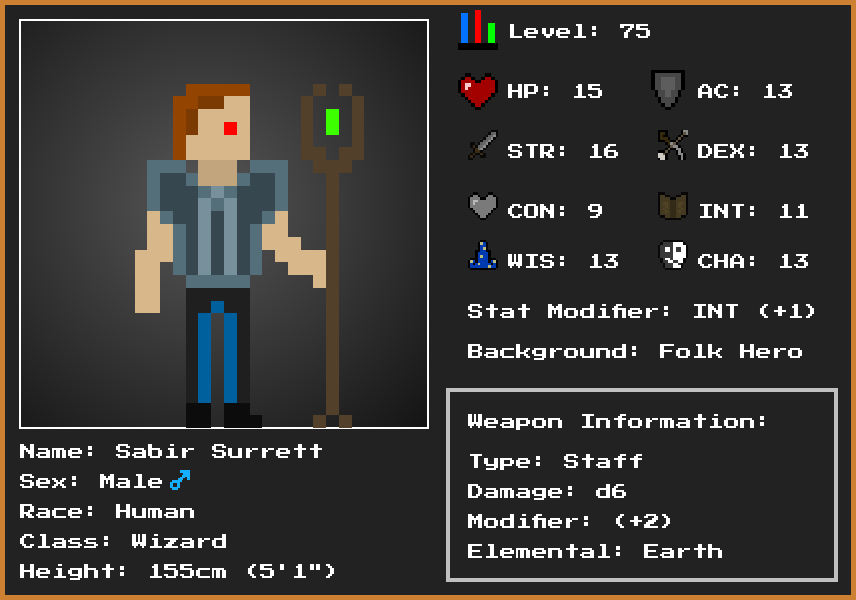 Level: 75
HP: 15 AC: 13
STR: 16 DEX: 13
CON: 9 INT: 11
WIS: 13 CHA: 13
Stat Modifier: INT (+1)
Background: Folk Hero
Weapon Information:
Type: Staff
Damage: d6
Modifier: (+2)
Elemental: Earth
Name: Sabir Surrett
Sex: Male ♂
Race: Human
Class: Wizard
Height: 155cm (5'1")